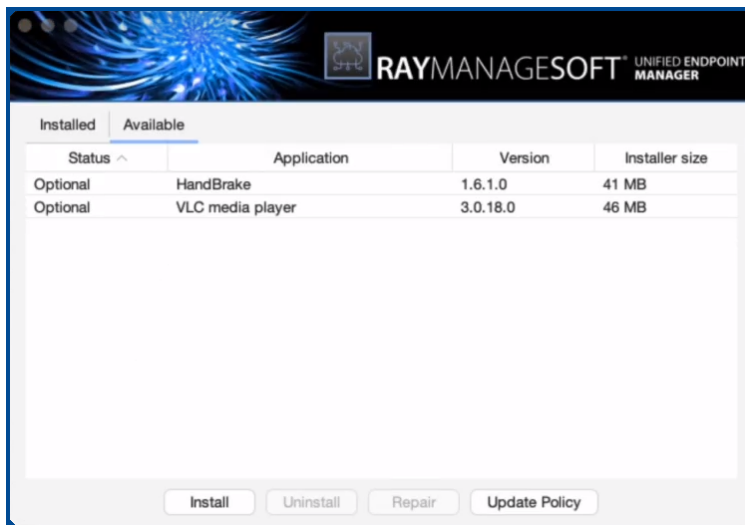 RAYMANAGESOFT® UNIFIED ENDPOINT
MANAGER
Installed Available
Status Application Version Installer size
Optional HandBrake 1.6.1.0 41 MB
Optional VLC media player 3.0.18.0 46 MB
Install Uninstall Repair Update Policy